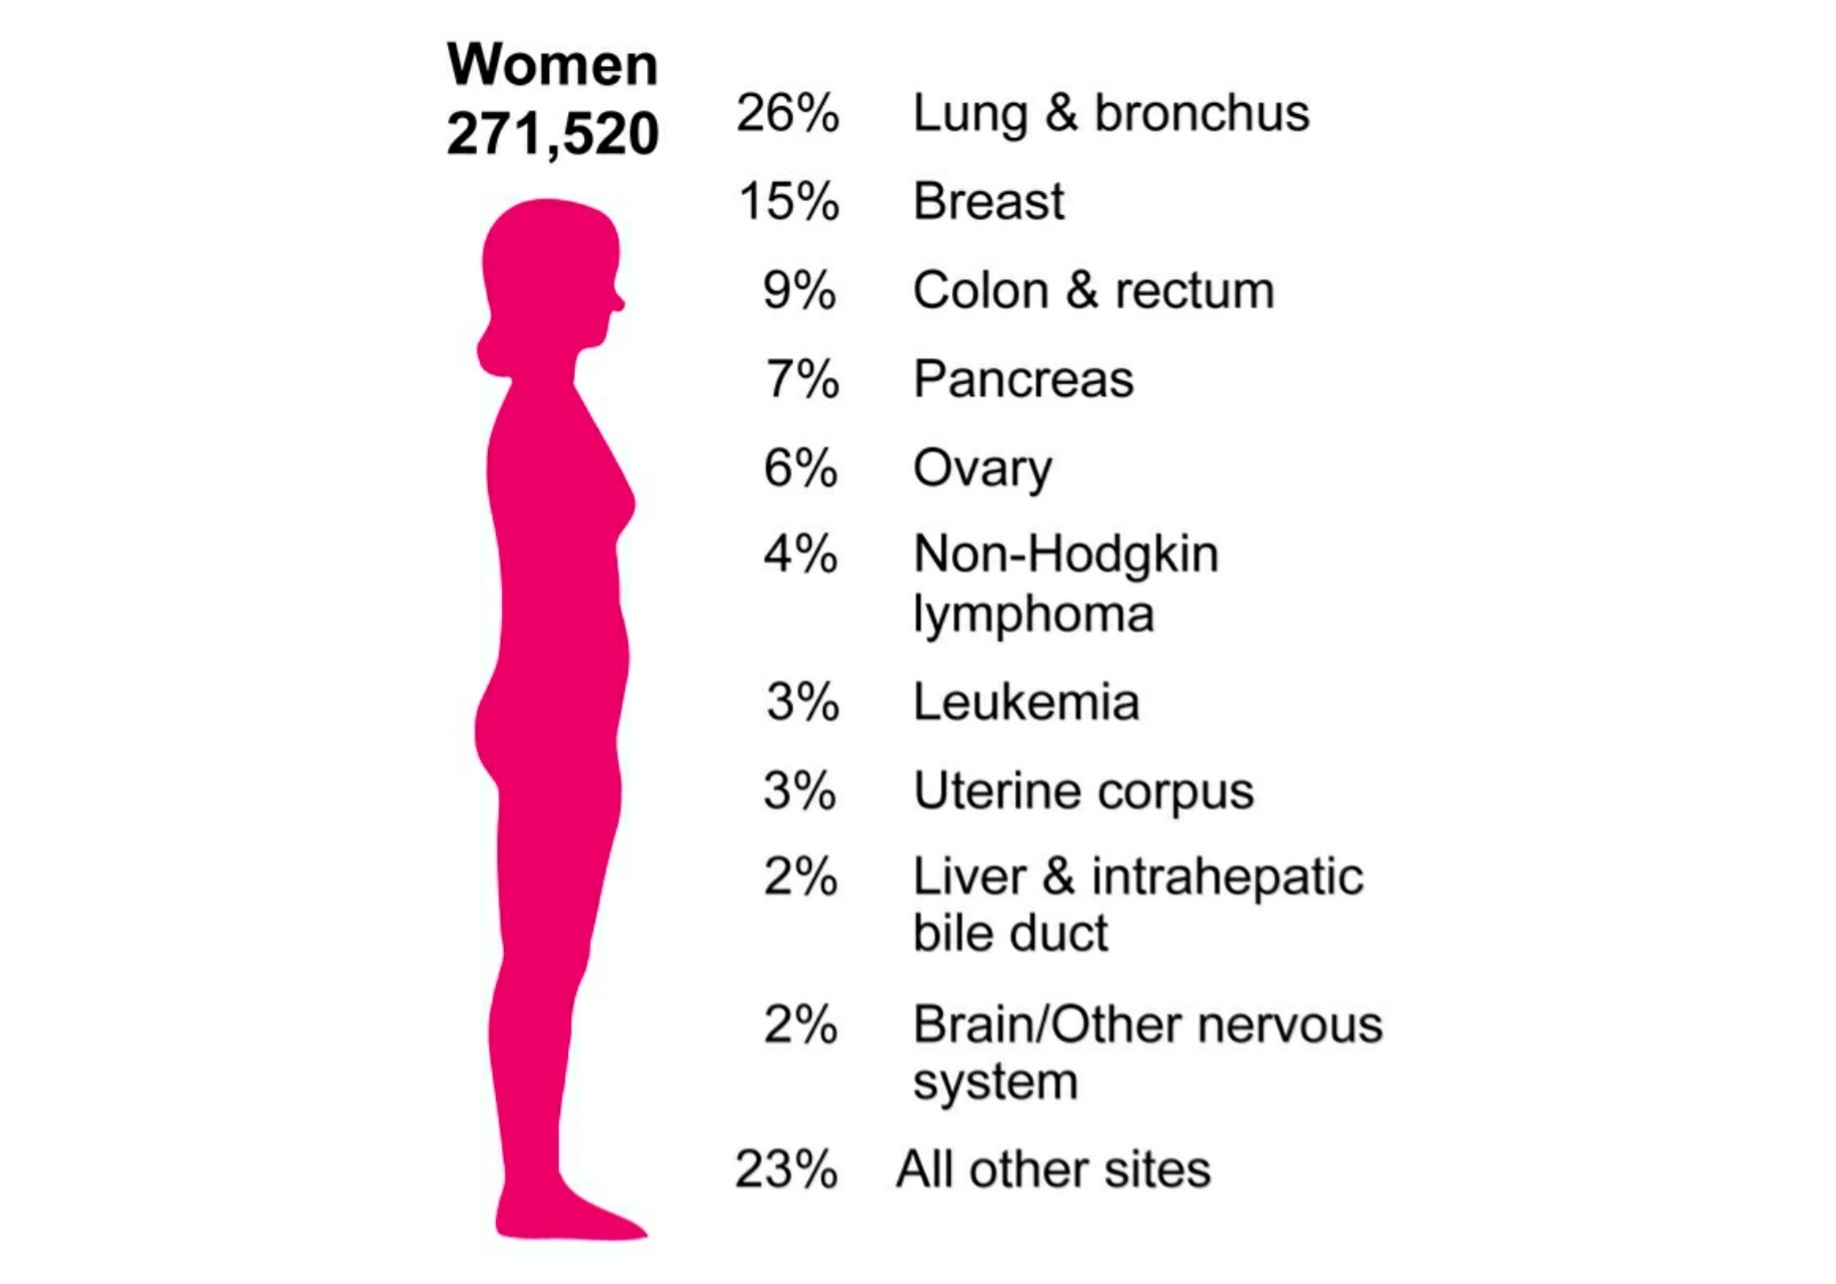 Women
271,520
26% Lung & bronchus
15% Breast
9% Colon & rectum
7% Pancreas
6% Ovary
4% Non-Hodgkin
lymphoma
3% Leukemia
3% Uterine corpus
2% Liver & intrahepatic
bile duct
2% Brain/Other nervous
system
23% All other sites